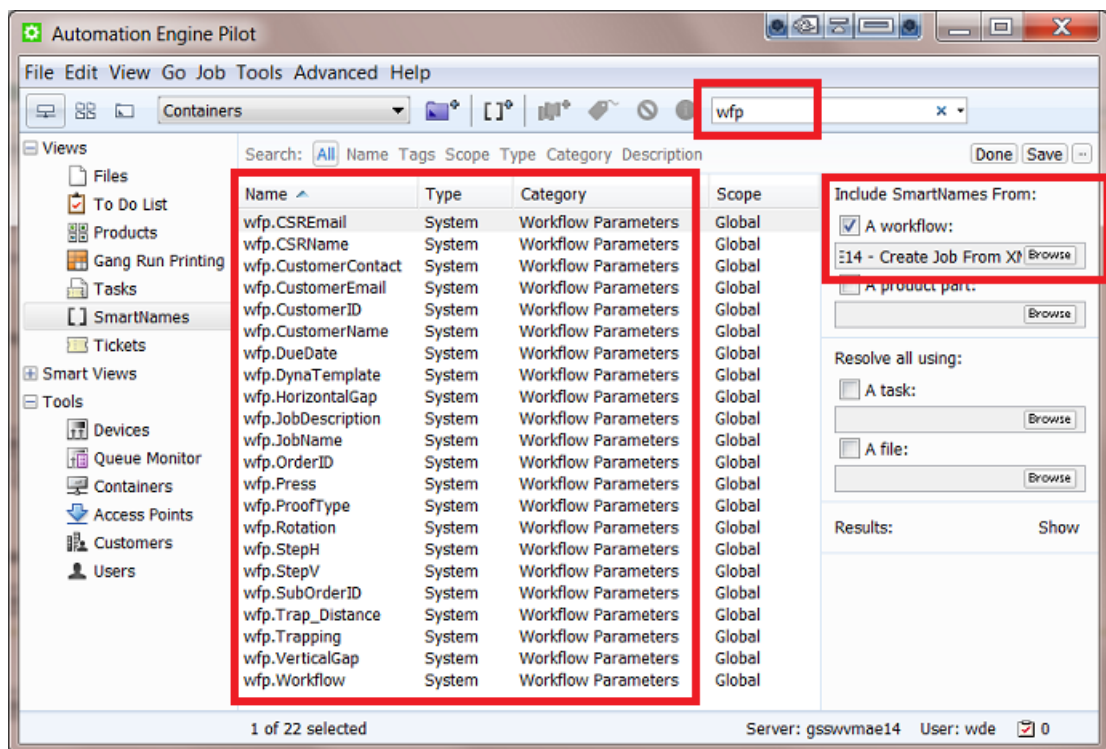 Automation Engine Pilot
File Edit View Go Job Tools Advanced Help
Containers wfp
Views
Files
To Do List
Products
Gang Run Printing
Tasks
[ ] SmartNames
Tickets
Smart Views
Tools
Devices
Queue Monitor
Containers
Access Points
Customers
Users
Search: All Name Tags Scope Type Category Description Done Save
Name Type Category Scope
wfp.CSREmail System Workflow Parameters Global
wfp.CSRName System Workflow Parameters Global
wfp.CustomerContact System Workflow Parameters Global
wfp.CustomerEmail System Workflow Parameters Global
wfp.CustomerID System Workflow Parameters Global
wfp.CustomerName System Workflow Parameters Global
wfp.DueDate System Workflow Parameters Global
wfp.DynaTemplate System Workflow Parameters Global
wfp.HorizontalGap System Workflow Parameters Global
wfp.JobDescription System Workflow Parameters Global
wfp.JobName System Workflow Parameters Global
wfp.OrderID System Workflow Parameters Global
wfp.Press System Workflow Parameters Global
wfp.ProofType System Workflow Parameters Global
wfp.Rotation System Workflow Parameters Global
wfp.StepH System Workflow Parameters Global
wfp.StepV System Workflow Parameters Global
wfp.SubOrderID System Workflow Parameters Global
wfp.Trap_Distance System Workflow Parameters Global
wfp.Trapping System Workflow Parameters Global
wfp.VerticalGap System Workflow Parameters Global
wfp.Workflow System Workflow Parameters Global
Include SmartNames From:
A workflow:
E14 - Create Job From XM Browse
A product part:
Browse
Resolve all using:
A task:
Browse
A file:
Browse
Results: Show
1 of 22 selected Server: gsswvmae14 User: wde 0